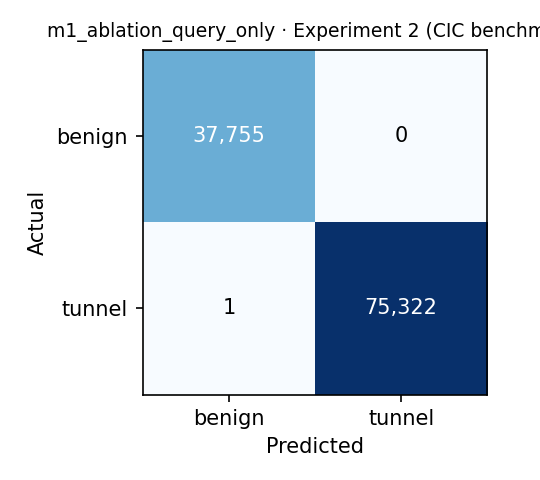 m1_ablation_query_only · Experiment 2 (CIC benchm
benign
37,755
0
Actual
tunnel
1
75,322
benign
tunnel
Predicted